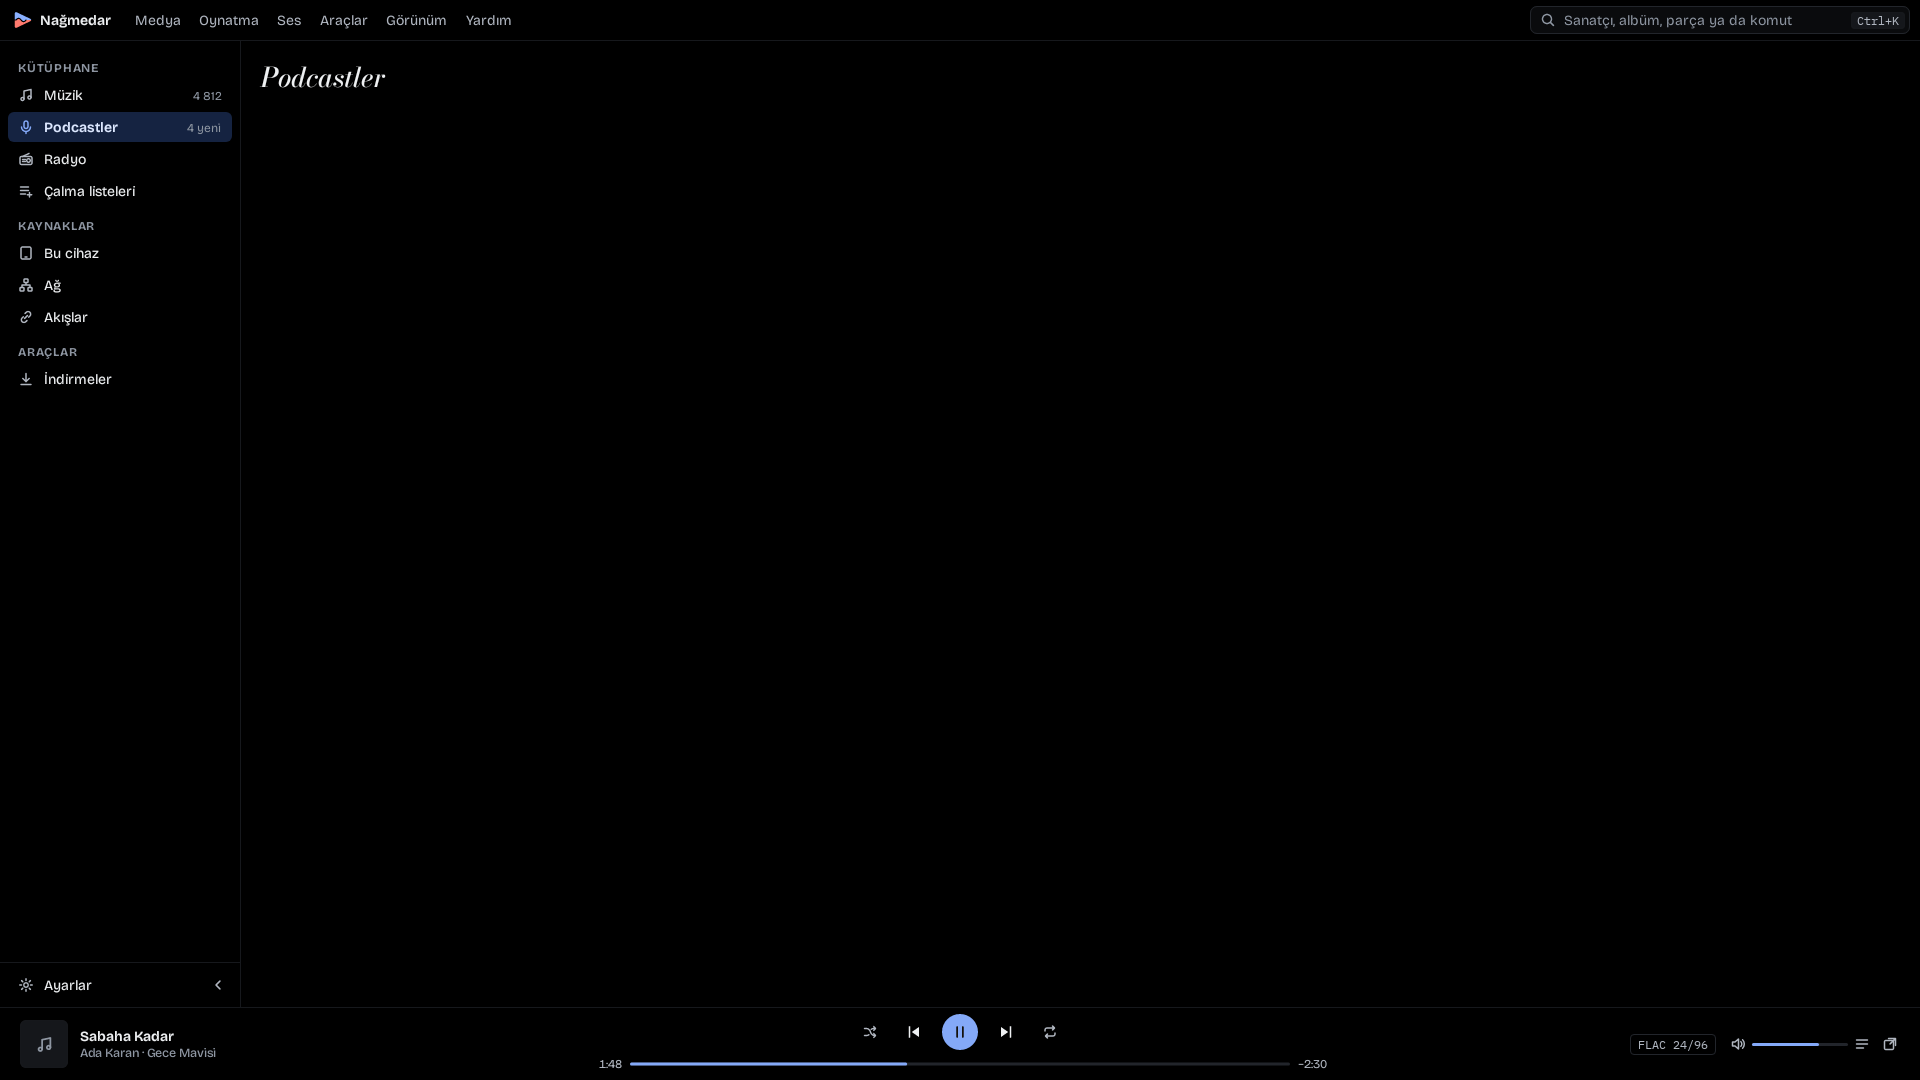 Nağmedar Medya Oynatma Ses Araçlar Görünüm Yardım
Sanatçı, albüm, parça ya da komut Ctrl+K
KÜTÜPHANE
Müzik 4 812
Podcastler 4 yeni
Radyo
Çalma listeleri
KAYNAKLAR
Bu cihaz
Ağ
Akışlar
ARAÇLAR
İndirmeler
Ayarlar
Podcastler
Sabaha Kadar
Ada Karan · Gece Mavisi
1:48
−2:30
FLAC 24/96